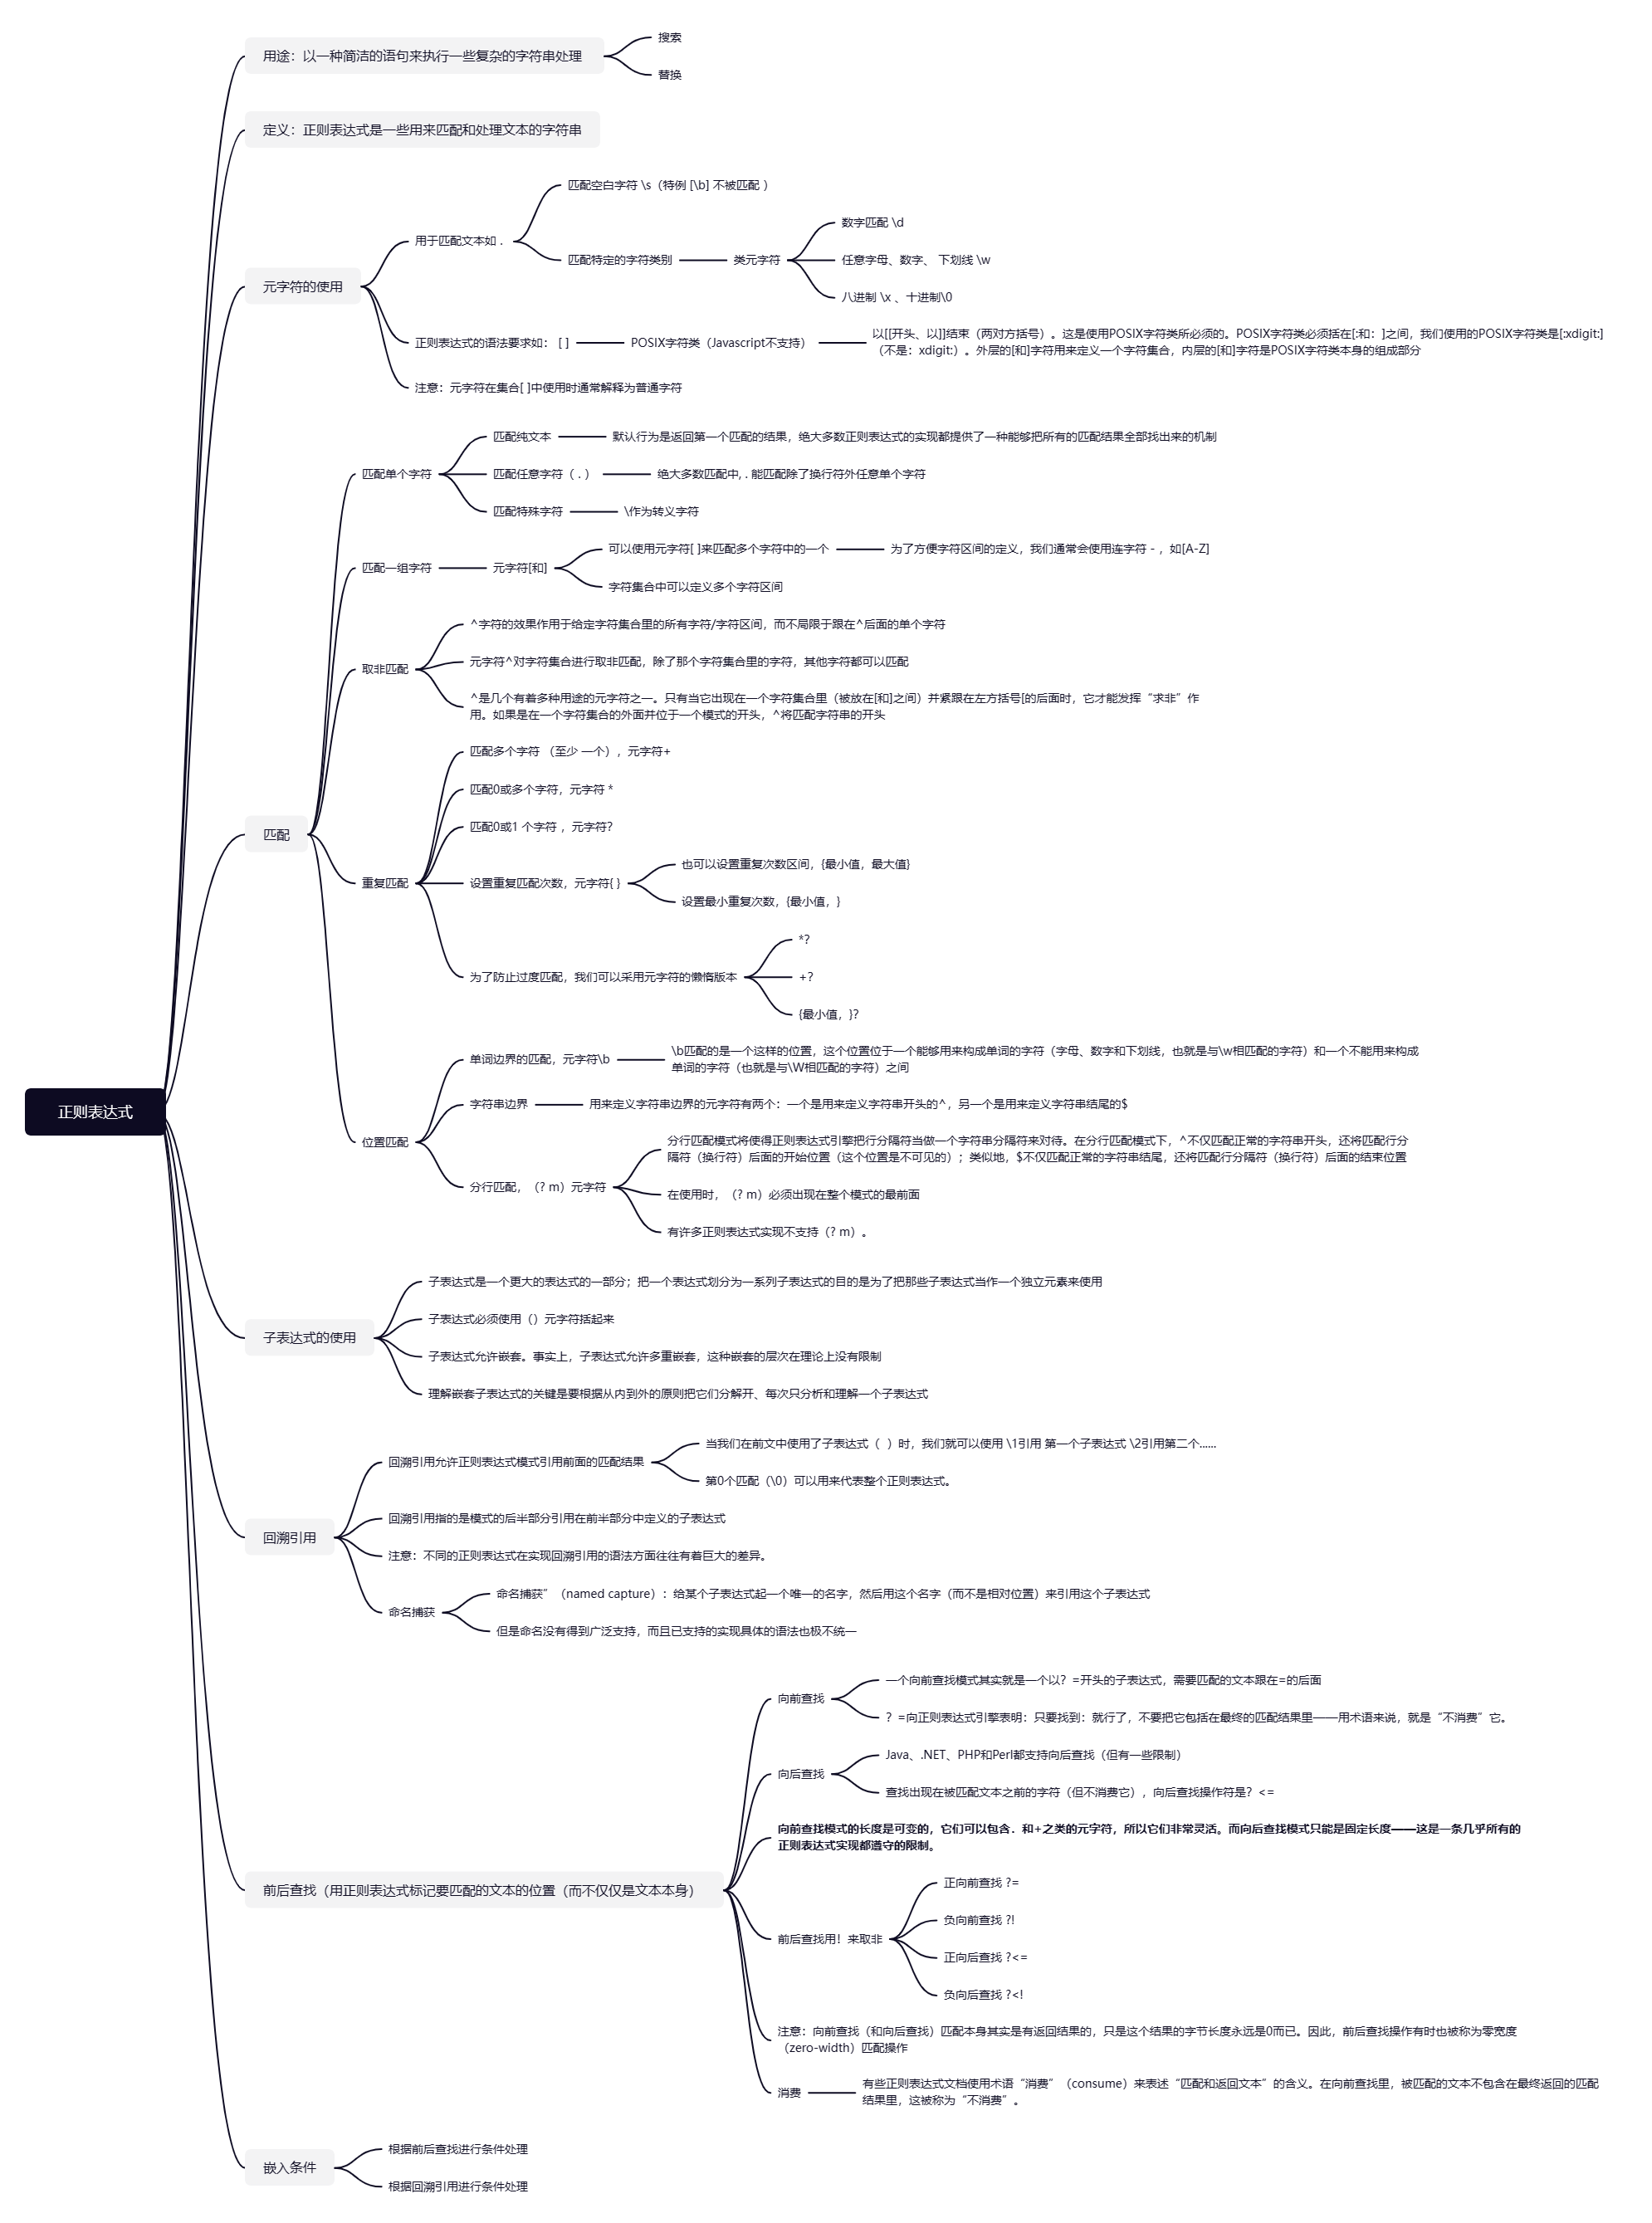 正则表达式
用途：以一种简洁的语句来执行一些复杂的字符串处理
搜索
替换
定义：正则表达式是一些用来匹配和处理文本的字符串
元字符的使用
用于匹配文本如 .
匹配空白字符 \s（特例 [\b] 不被匹配 ）
匹配特定的字符类别
类元字符
数字匹配 \d
任意字母、数字、 下划线 \w
八进制 \x 、十进制\0
正则表达式的语法要求如： [ ]
POSIX字符类（Javascript不支持）
以[[开头、以]]结束（两对方括号）。这是使用POSIX字符类所必须的。POSIX字符类必须括在[:和：]之间，我们使用的POSIX字符类是[:xdigit:]
（不是：xdigit:）。外层的[和]字符用来定义一个字符集合，内层的[和]字符是POSIX字符类本身的组成部分
注意：元字符在集合[ ]中使用时通常解释为普通字符
匹配
匹配单个字符
匹配纯文本
默认行为是返回第一个匹配的结果，绝大多数正则表达式的实现都提供了一种能够把所有的匹配结果全部找出来的机制
匹配任意字符（ . ）
绝大多数匹配中, . 能匹配除了换行符外任意单个字符
匹配特殊字符
\作为转义字符
匹配一组字符
元字符[和]
可以使用元字符[ ]来匹配多个字符中的一个
为了方便字符区间的定义，我们通常会使用连字符 - ，如[A-Z]
字符集合中可以定义多个字符区间
取非匹配
^字符的效果作用于给定字符集合里的所有字符/字符区间，而不局限于跟在^后面的单个字符
元字符^对字符集合进行取非匹配，除了那个字符集合里的字符，其他字符都可以匹配
^是几个有着多种用途的元字符之一。只有当它出现在一个字符集合里（被放在[和]之间）并紧跟在左方括号[的后面时，它才能发挥“求非”作
用。如果是在一个字符集合的外面并位于一个模式的开头，^将匹配字符串的开头
重复匹配
匹配多个字符 （至少 一个），元字符+
匹配0或多个字符，元字符 *
匹配0或1 个字符 ，元字符?
设置重复匹配次数，元字符{ }
也可以设置重复次数区间，{最小值，最大值}
设置最小重复次数，{最小值，}
为了防止过度匹配，我们可以采用元字符的懒惰版本
*?
+?
{最小值，}?
位置匹配
单词边界的匹配，元字符\b
\b匹配的是一个这样的位置，这个位置位于一个能够用来构成单词的字符（字母、数字和下划线，也就是与\w相匹配的字符）和一个不能用来构成
单词的字符（也就是与\W相匹配的字符）之间
字符串边界
用来定义字符串边界的元字符有两个：一个是用来定义字符串开头的^，另一个是用来定义字符串结尾的$
分行匹配，（? m）元字符
分行匹配模式将使得正则表达式引擎把行分隔符当做一个字符串分隔符来对待。在分行匹配模式下，^不仅匹配正常的字符串开头，还将匹配行分
隔符（换行符）后面的开始位置（这个位置是不可见的）；类似地，$不仅匹配正常的字符串结尾，还将匹配行分隔符（换行符）后面的结束位置
在使用时，（? m）必须出现在整个模式的最前面
有许多正则表达式实现不支持（? m）。
子表达式的使用
子表达式是一个更大的表达式的一部分；把一个表达式划分为一系列子表达式的目的是为了把那些子表达式当作一个独立元素来使用
子表达式必须使用（）元字符括起来
子表达式允许嵌套。事实上，子表达式允许多重嵌套，这种嵌套的层次在理论上没有限制
理解嵌套子表达式的关键是要根据从内到外的原则把它们分解开、每次只分析和理解一个子表达式
回溯引用
回溯引用允许正则表达式模式引用前面的匹配结果
当我们在前文中使用了子表达式（ ）时，我们就可以使用 \1引用 第一个子表达式 \2引用第二个......
第0个匹配（\0）可以用来代表整个正则表达式。
回溯引用指的是模式的后半部分引用在前半部分中定义的子表达式
注意：不同的正则表达式在实现回溯引用的语法方面往往有着巨大的差异。
命名捕获
命名捕获”（named capture）：给某个子表达式起一个唯一的名字，然后用这个名字（而不是相对位置）来引用这个子表达式
但是命名没有得到广泛支持，而且已支持的实现具体的语法也极不统一
前后查找（用正则表达式标记要匹配的文本的位置（而不仅仅是文本本身）
向前查找
一个向前查找模式其实就是一个以？=开头的子表达式，需要匹配的文本跟在=的后面
？=向正则表达式引擎表明：只要找到：就行了，不要把它包括在最终的匹配结果里——用术语来说，就是“不消费”它。
向后查找
Java、.NET、PHP和Perl都支持向后查找（但有一些限制）
查找出现在被匹配文本之前的字符（但不消费它），向后查找操作符是？<=
向前查找模式的长度是可变的，它们可以包含．和+之类的元字符，所以它们非常灵活。而向后查找模式只能是固定长度——这是一条几乎所有的
正则表达式实现都遵守的限制。
前后查找用！来取非
正向前查找 ?=
负向前查找 ?!
正向后查找 ?<=
负向后查找 ?<!
注意：向前查找（和向后查找）匹配本身其实是有返回结果的，只是这个结果的字节长度永远是0而已。因此，前后查找操作有时也被称为零宽度
（zero-width）匹配操作
消费
有些正则表达式文档使用术语“消费”（consume）来表述“匹配和返回文本”的含义。在向前查找里，被匹配的文本不包含在最终返回的匹配
结果里，这被称为“不消费”。
嵌入条件
根据前后查找进行条件处理
根据回溯引用进行条件处理